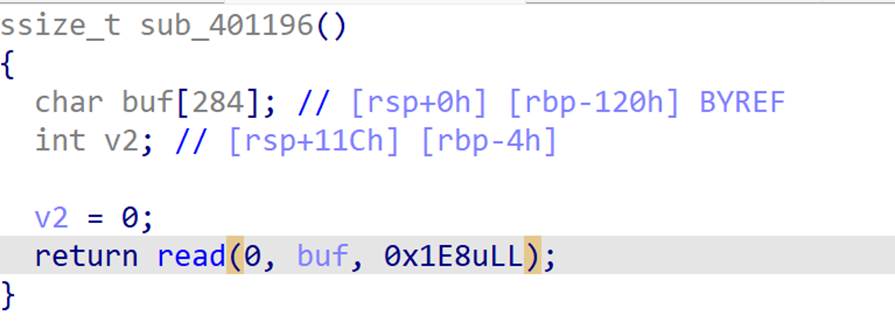 ssize_t sub_401196()
{
  char buf[284]; // [rsp+0h] [rbp-120h] BYREF
  int v2; // [rsp+11Ch] [rbp-4h]
  v2 = 0;
  return read(0, buf, 0x1E8uLL);
}